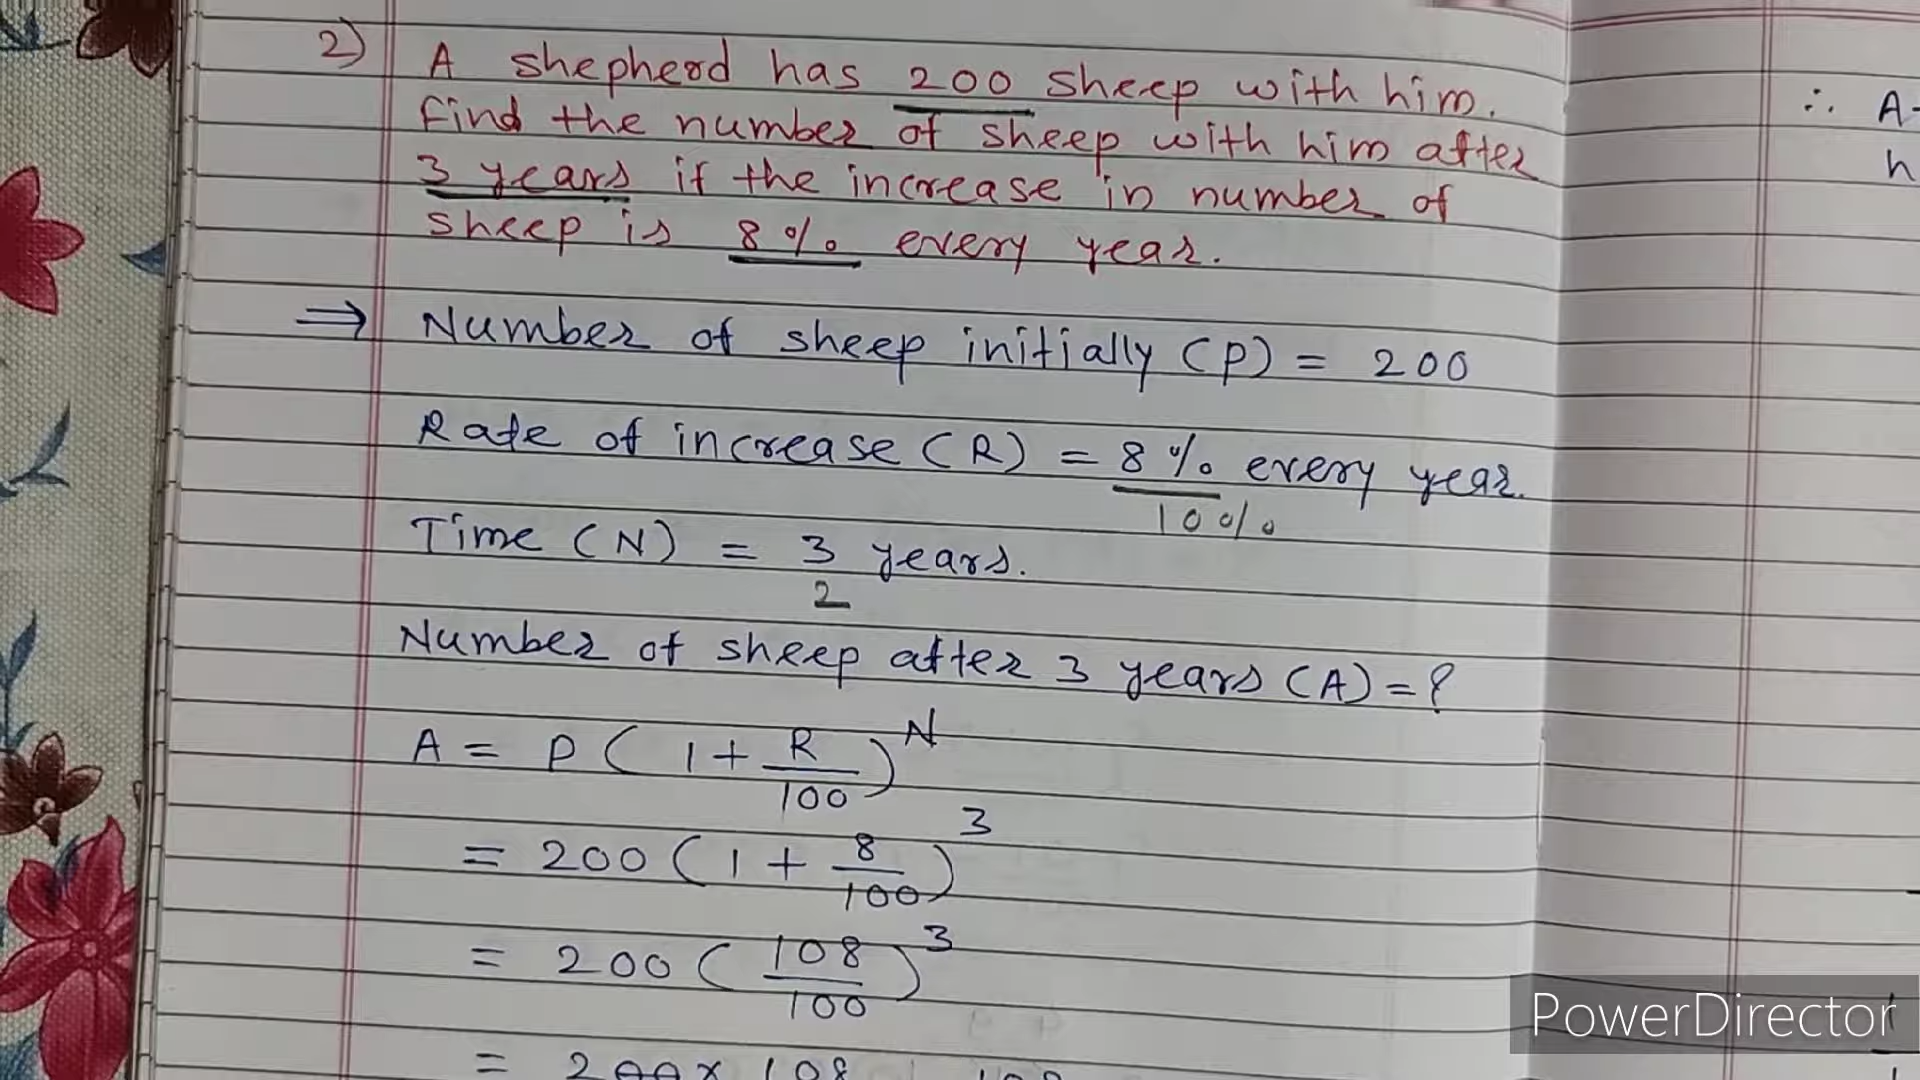 2) A shepherd has 200 sheep with him.
Find the number of sheep with him after
3 years if the increase in number of
sheep is 8% every year.
⇒ Number of sheep initially (P) = 200
Rate of increase (R) = 8% every year.
10%
Time (N) = 3 years.
2
Number of sheep after 3 years (A) = ?
A = P ( 1 + R/100 )^N
= 200 ( 1 + 8/100 )^3
= 200 ( 108/100 )^3
= 200 x 108
∴ A
h
PowerDirector